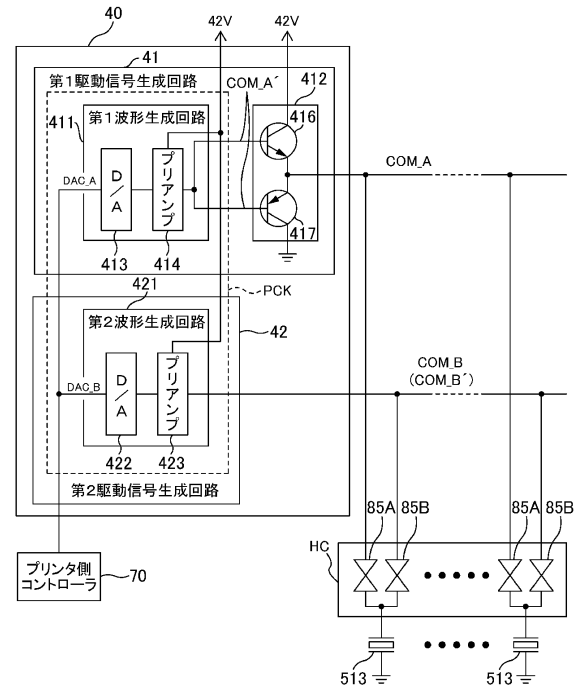 40
42V
42V
41
第1駆動信号生成回路
COM_A´
412
第1波形生成回路
411
416
DAC_A
D/A
プリアンプ
COM_A
417
413
414
421
PCK
第2波形生成回路
42
DAC_B
D/A
プリアンプ
COM_B
(COM_B´)
422
423
第2駆動信号生成回路
85A
85B
85A
85B
HC
プリンタ側
コントローラ
70
513
513